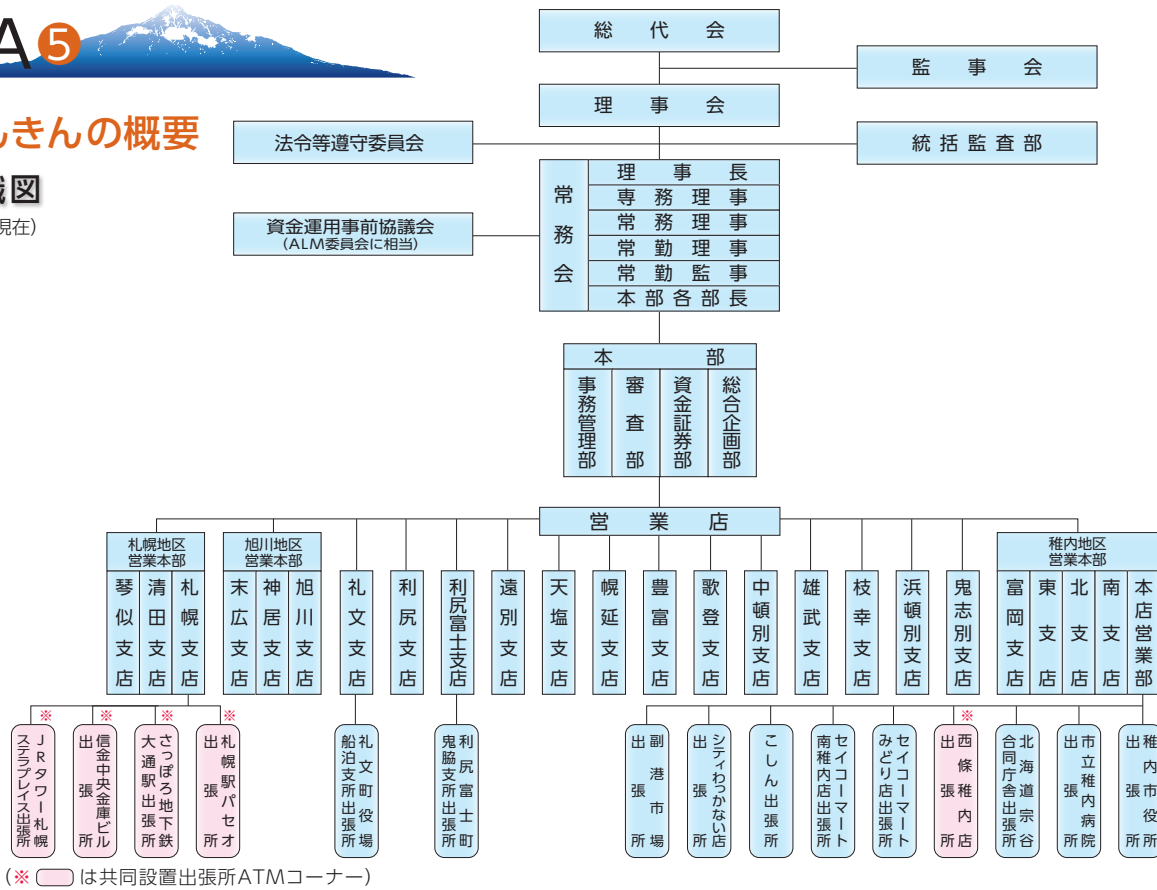 A5
んきんの概要
織図
現在)
総代会
監事会
理事会
法令等遵守委員会
統括監査部
常務会
理事長
専務理事
常務理事
常勤理事
常勤監事
本部各部長
資金運用事前協議会
(ALM委員会に相当)
本部
事務管理部
審査部
資金証券部
総合企画部
営業店
札幌地区
営業本部
琴似支店
清田支店
札幌支店
旭川地区
営業本部
末広支店
神居支店
旭川支店
礼文支店
利尻支店
利尻富士支店
遠別支店
天塩支店
幌延支店
豊富支店
歌登支店
中頓別支店
雄武支店
枝幸支店
浜頓別支店
鬼志別支店
稚内地区
営業本部
富岡支店
東支店
北支店
南支店
本店営業部
※
JRタワー札幌
ステラプレイス出張所
※
信金中央金庫ビル
出張所
※
さっぽろ地下鉄
大通駅出張所
※
札幌駅パセオ
出張所
礼文町役場
船泊支所出張所
利尻富士町
鬼脇支所出張所
副港市場
出張所
シティわっかない店
出張所
こしん出張所
セイコーマート
南稚内店出張所
セイコーマート
みどり店出張所
※
西條稚内店
出張所
北海道宗谷
合同庁舎出張所
市立稚内病院
出張所
稚内市役所
出張所
(※ は共同設置出張所ATMコーナー)